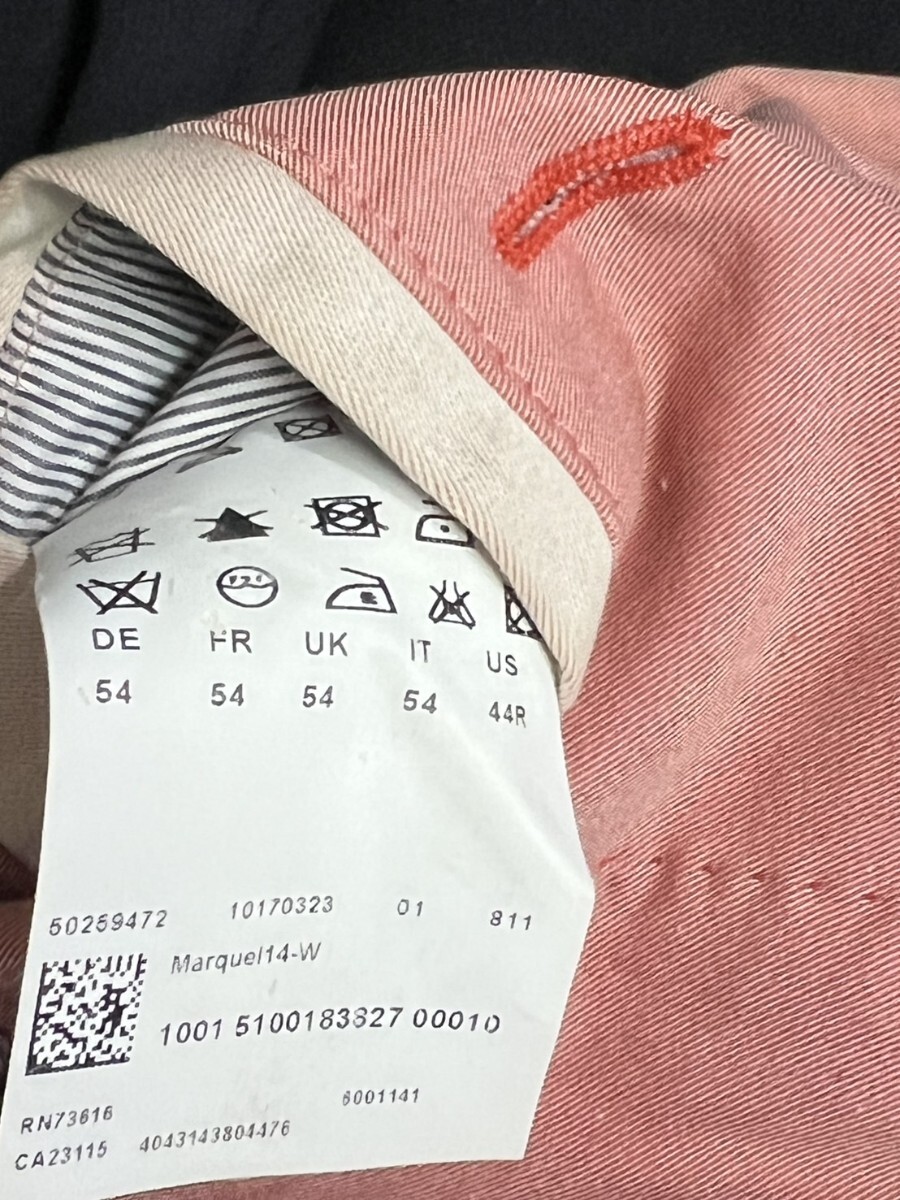 DE FR UK IT US
54 54 54 54 44R
50259472 10170323 01 811
Marquel14-W
1001 5100183827 00010
6001141
RN73616
CA23115 4043143804476